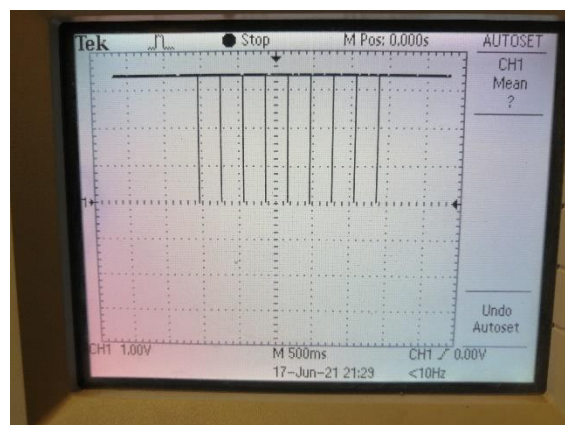 Tek Stop M Pos: 0.000s AUTOSET
CH1
Mean
?
1
Undo
Autoset
CH1 1.00V M 500ms CH1 0.00V
17-Jun-21 21:29 <10Hz